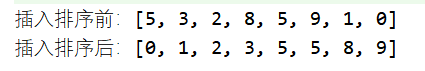 插入排序前: [5, 3, 2, 8, 5, 9, 1, 0]
插入排序后: [0, 1, 2, 3, 5, 5, 8, 9]